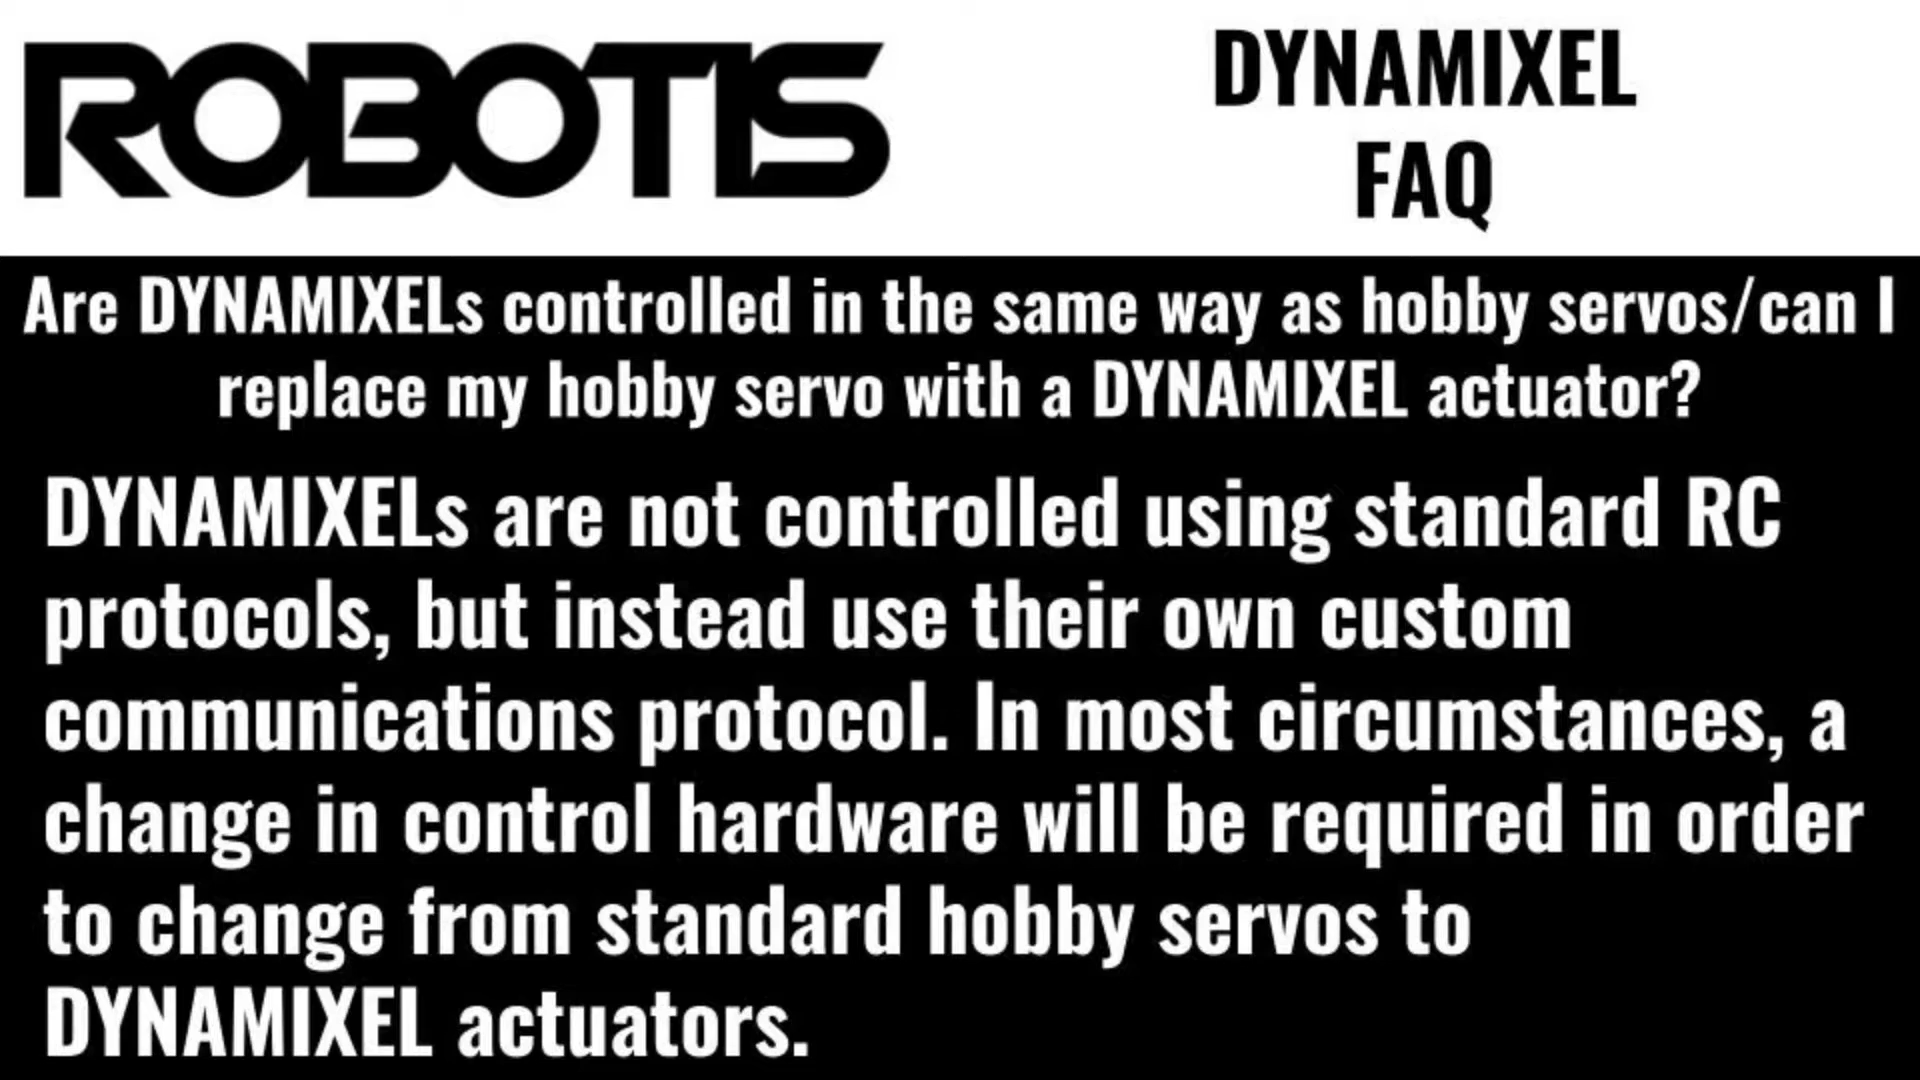 ROBOTIS
DYNAMIXEL
FAQ
Are DYNAMIXELs controlled in the same way as hobby servos/can I
replace my hobby servo with a DYNAMIXEL actuator?
DYNAMIXELs are not controlled using standard RC
protocols, but instead use their own custom
communications protocol. In most circumstances, a
change in control hardware will be required in order
to change from standard hobby servos to
DYNAMIXEL actuators.